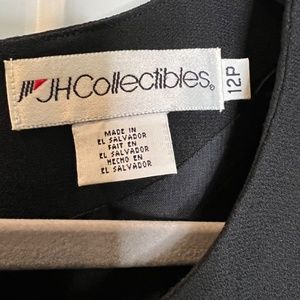 JHCollectibles®
12P
MADE IN
EL SALVADOR
FAIT EN
EL SALVADOR
HECHO EN
EL SALVADOR